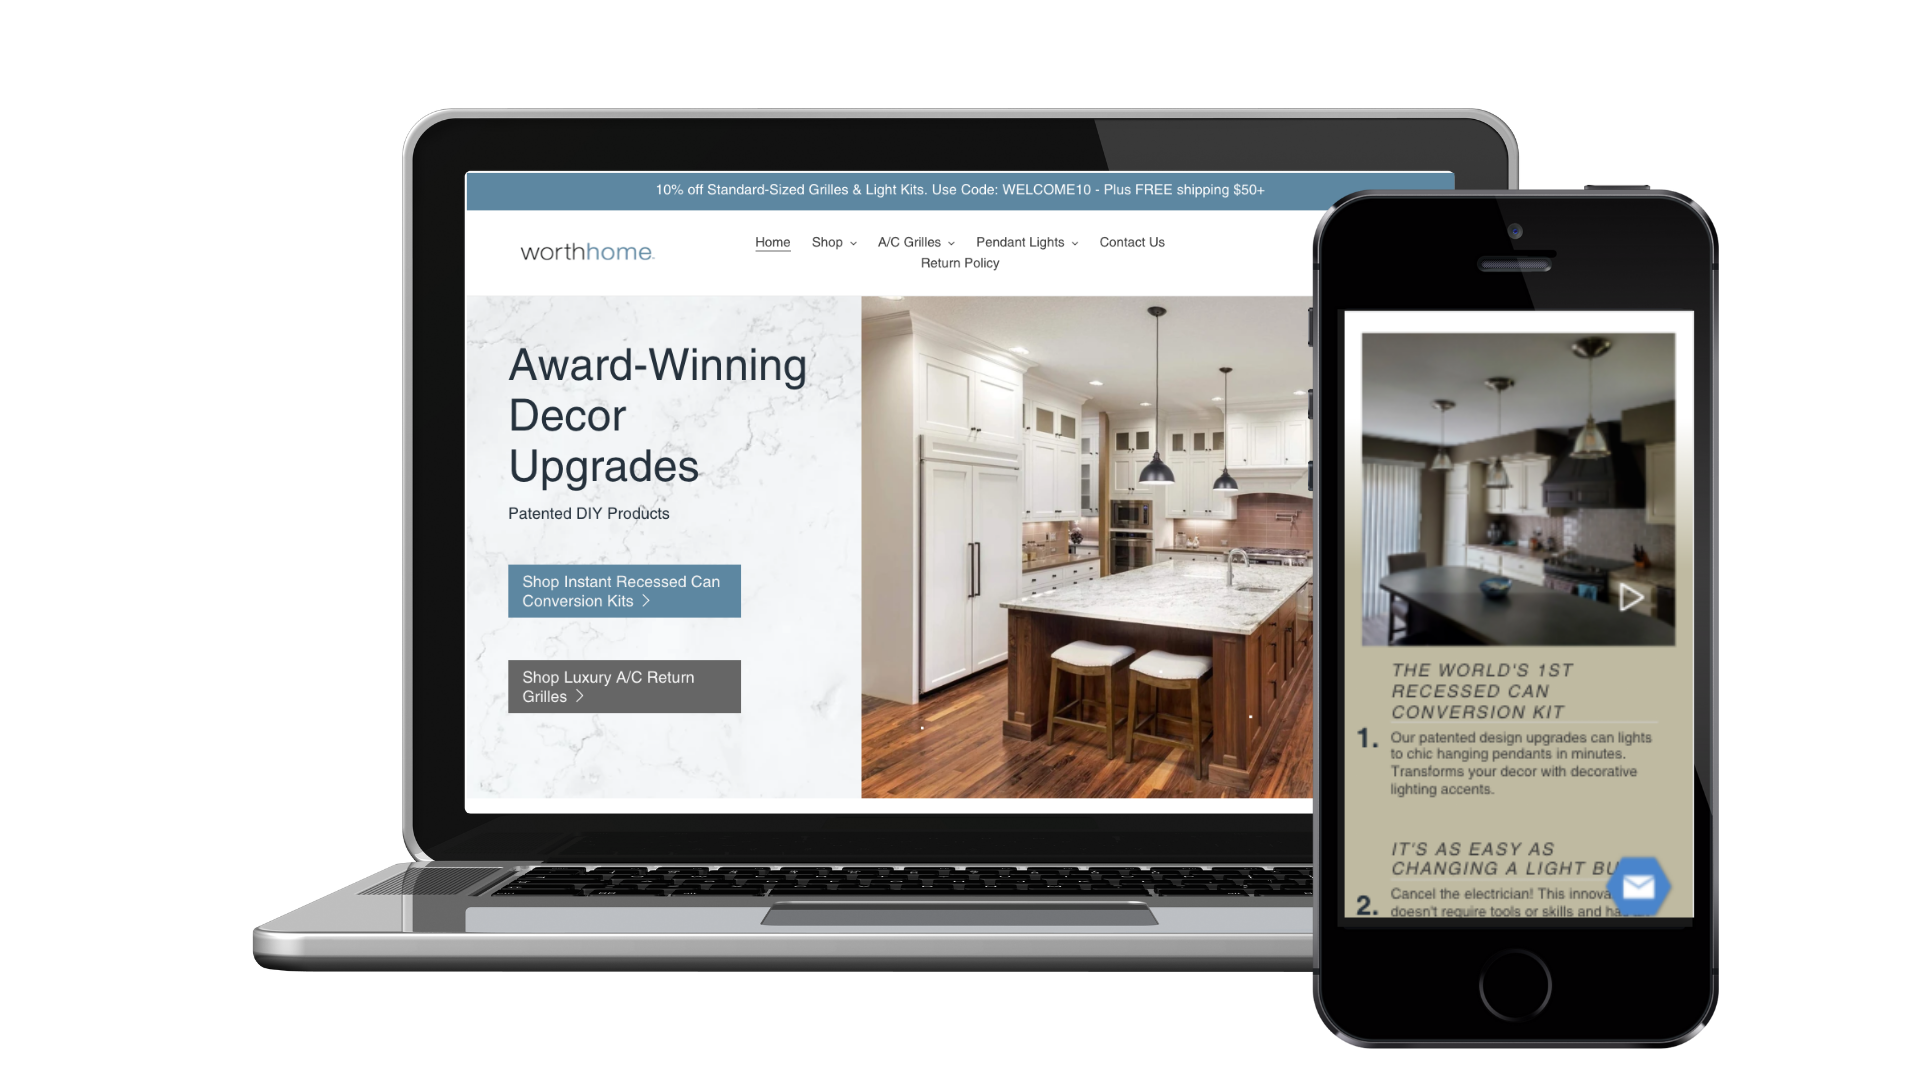 10% off Standard-Sized Grilles & Light Kits. Use Code: WELCOME10 - Plus FREE shipping $50+
worthhome.
Home Shop A/C Grilles Pendant Lights Contact Us
Return Policy
Award-Winning
Decor
Upgrades
Patented DIY Products
Shop Instant Recessed Can
Conversion Kits
Shop Luxury A/C Return
Grilles
THE WORLD'S 1ST
RECESSED CAN
CONVERSION KIT
1. Our patented design upgrades can lights
to chic hanging pendants in minutes.
Transforms your decor with decorative
lighting accents.
IT'S AS EASY AS
CHANGING A LIGHT BU
2. Cancel the electrician! This innova
doesn't require tools or skills and